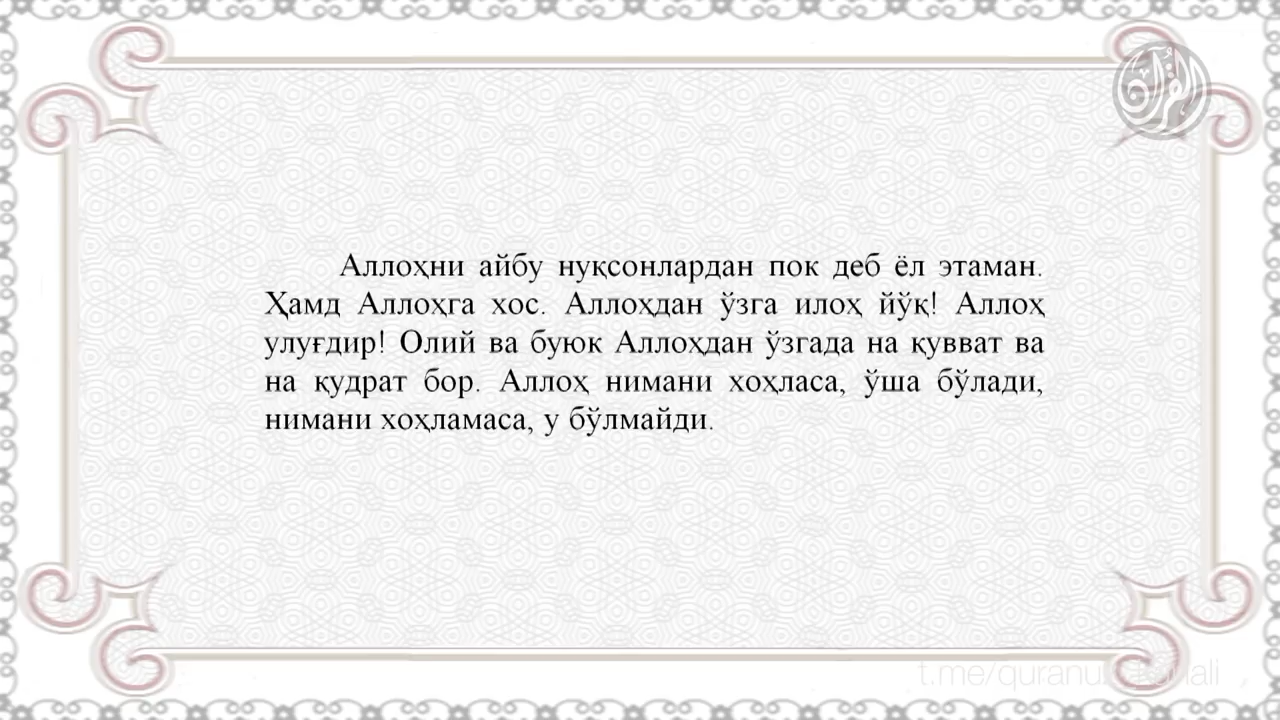 القرآن
Аллоҳни айбу нуқсонлардан пок деб ёл этаман.
Ҳамд Аллоҳга хос. Аллоҳдан ўзга илоҳ йўқ! Аллоҳ
улуғдир! Олий ва буюк Аллоҳдан ўзгада на қувват ва
на қудрат бор. Аллоҳ нимани хоҳласа, ўша бўлади,
нимани хоҳламаса, у бўлмайди.